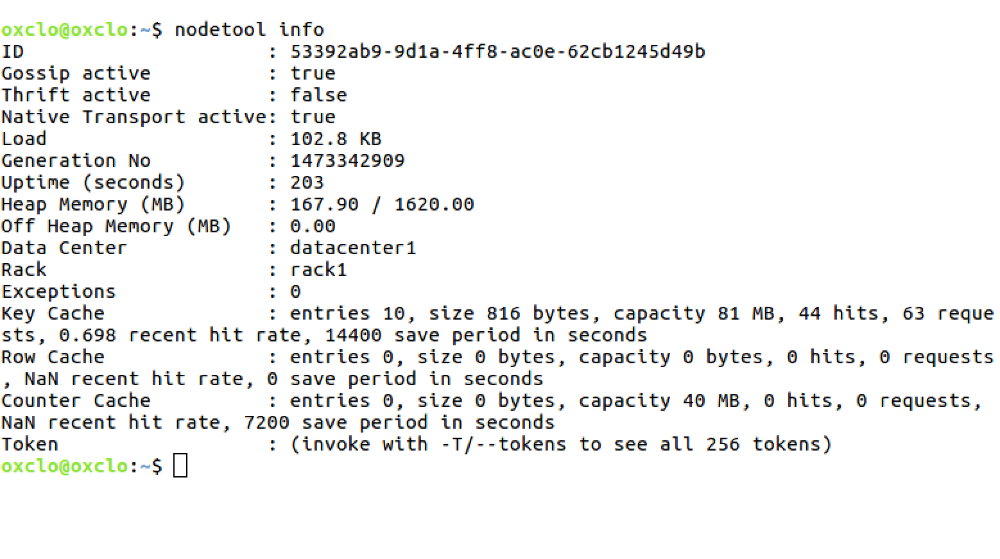 oxclo@oxclo:~$ nodetool info
ID                     : 53392ab9-9d1a-4ff8-ac0e-62cb1245d49b
Gossip active          : true
Thrift active          : false
Native Transport active: true
Load                   : 102.8 KB
Generation No          : 1473342909
Uptime (seconds)       : 203
Heap Memory (MB)       : 167.90 / 1620.00
Off Heap Memory (MB)   : 0.00
Data Center            : datacenter1
Rack                   : rack1
Exceptions             : 0
Key Cache              : entries 10, size 816 bytes, capacity 81 MB, 44 hits, 63 reque
sts, 0.698 recent hit rate, 14400 save period in seconds
Row Cache              : entries 0, size 0 bytes, capacity 0 bytes, 0 hits, 0 requests
, NaN recent hit rate, 0 save period in seconds
Counter Cache          : entries 0, size 0 bytes, capacity 40 MB, 0 hits, 0 requests,
NaN recent hit rate, 7200 save period in seconds
Token                  : (invoke with -T/--tokens to see all 256 tokens)
oxclo@oxclo:~$